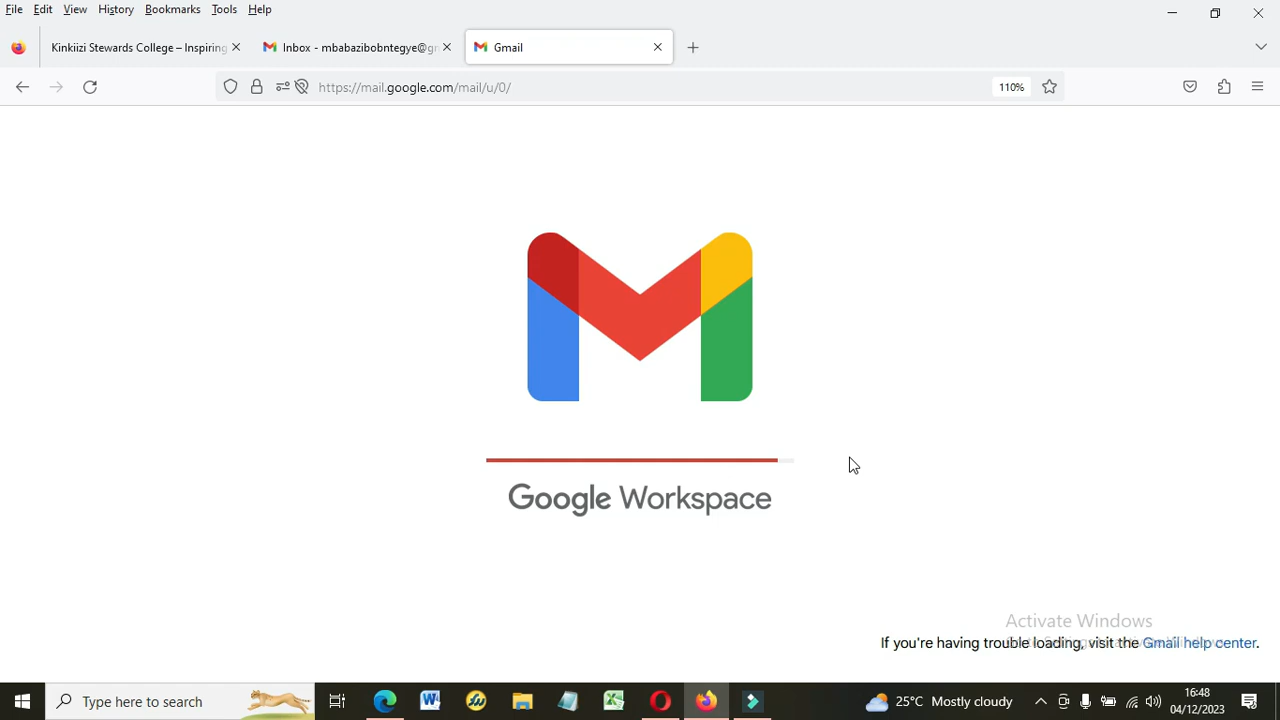 File Edit View History Bookmarks Tools Help
Kinkiizi Stewards College – Inspiring
Inbox - mbabazibobntegye@gr
Gmail
https://mail.google.com/mail/u/0/
110%
Google Workspace
Activate Windows
If you're having trouble loading, visit the Gmail help center.
Type here to search
25°C Mostly cloudy
16:48
04/12/2023